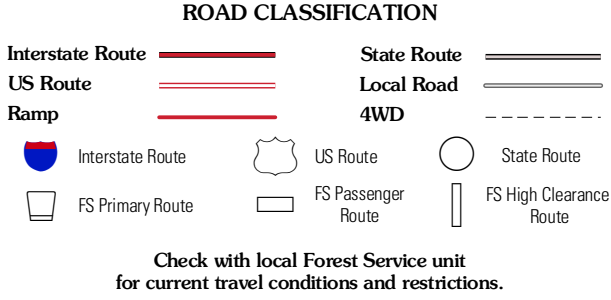 ROAD CLASSIFICATION
Interstate Route
State Route
US Route
Local Road
Ramp
4WD
Interstate Route
US Route
State Route
FS Primary Route
FS Passenger
Route
FS High Clearance
Route
Check with local Forest Service unit
for current travel conditions and restrictions.